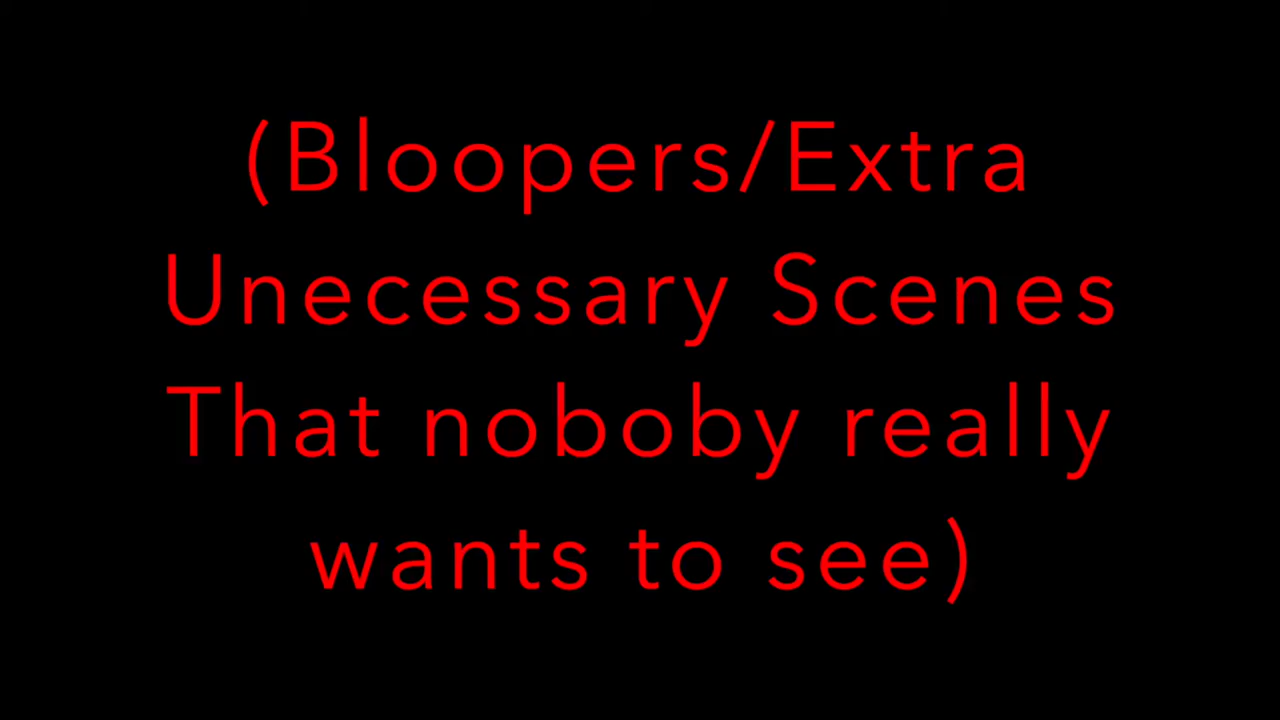 (Bloopers/Extra
Unecessary Scenes
That noboby really
wants to see)